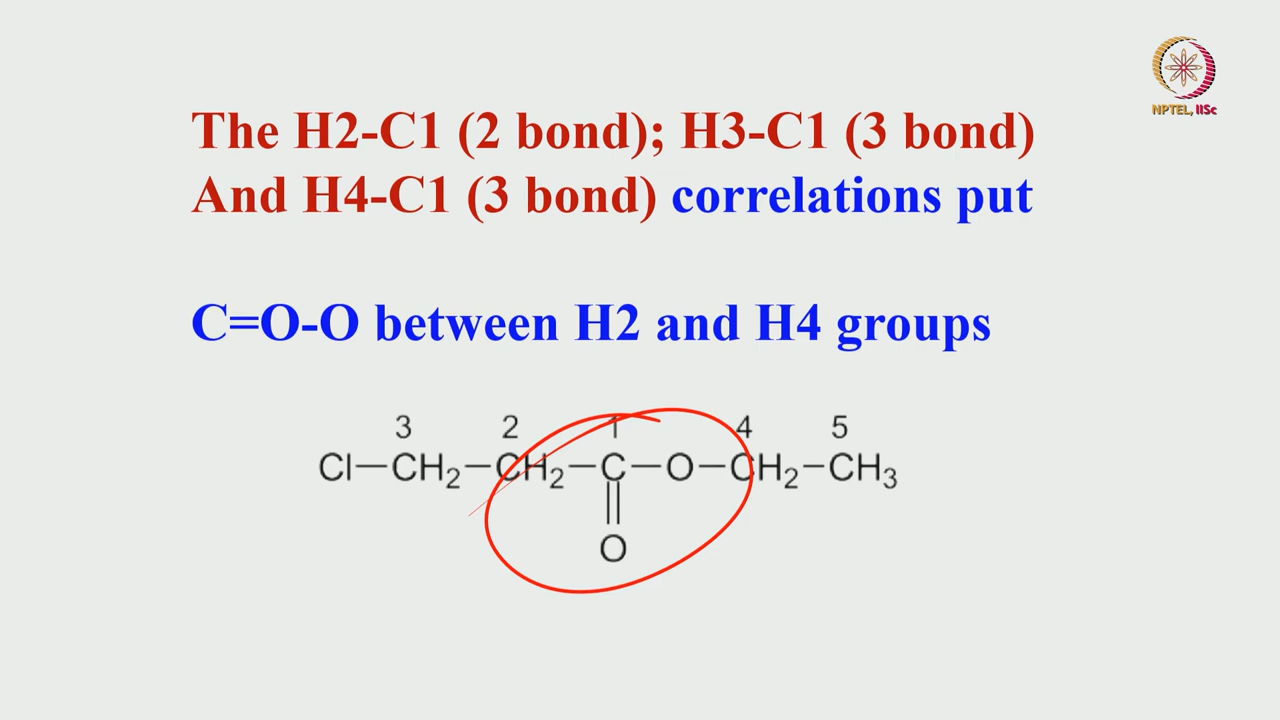 NPTEL, IISc
The H2-C1 (2 bond); H3-C1 (3 bond)
And H4-C1 (3 bond) correlations put
C=O-O between H2 and H4 groups
3 2 1 4 5
Cl—CH₂—CH₂—C—O—CH₂—CH₃
O